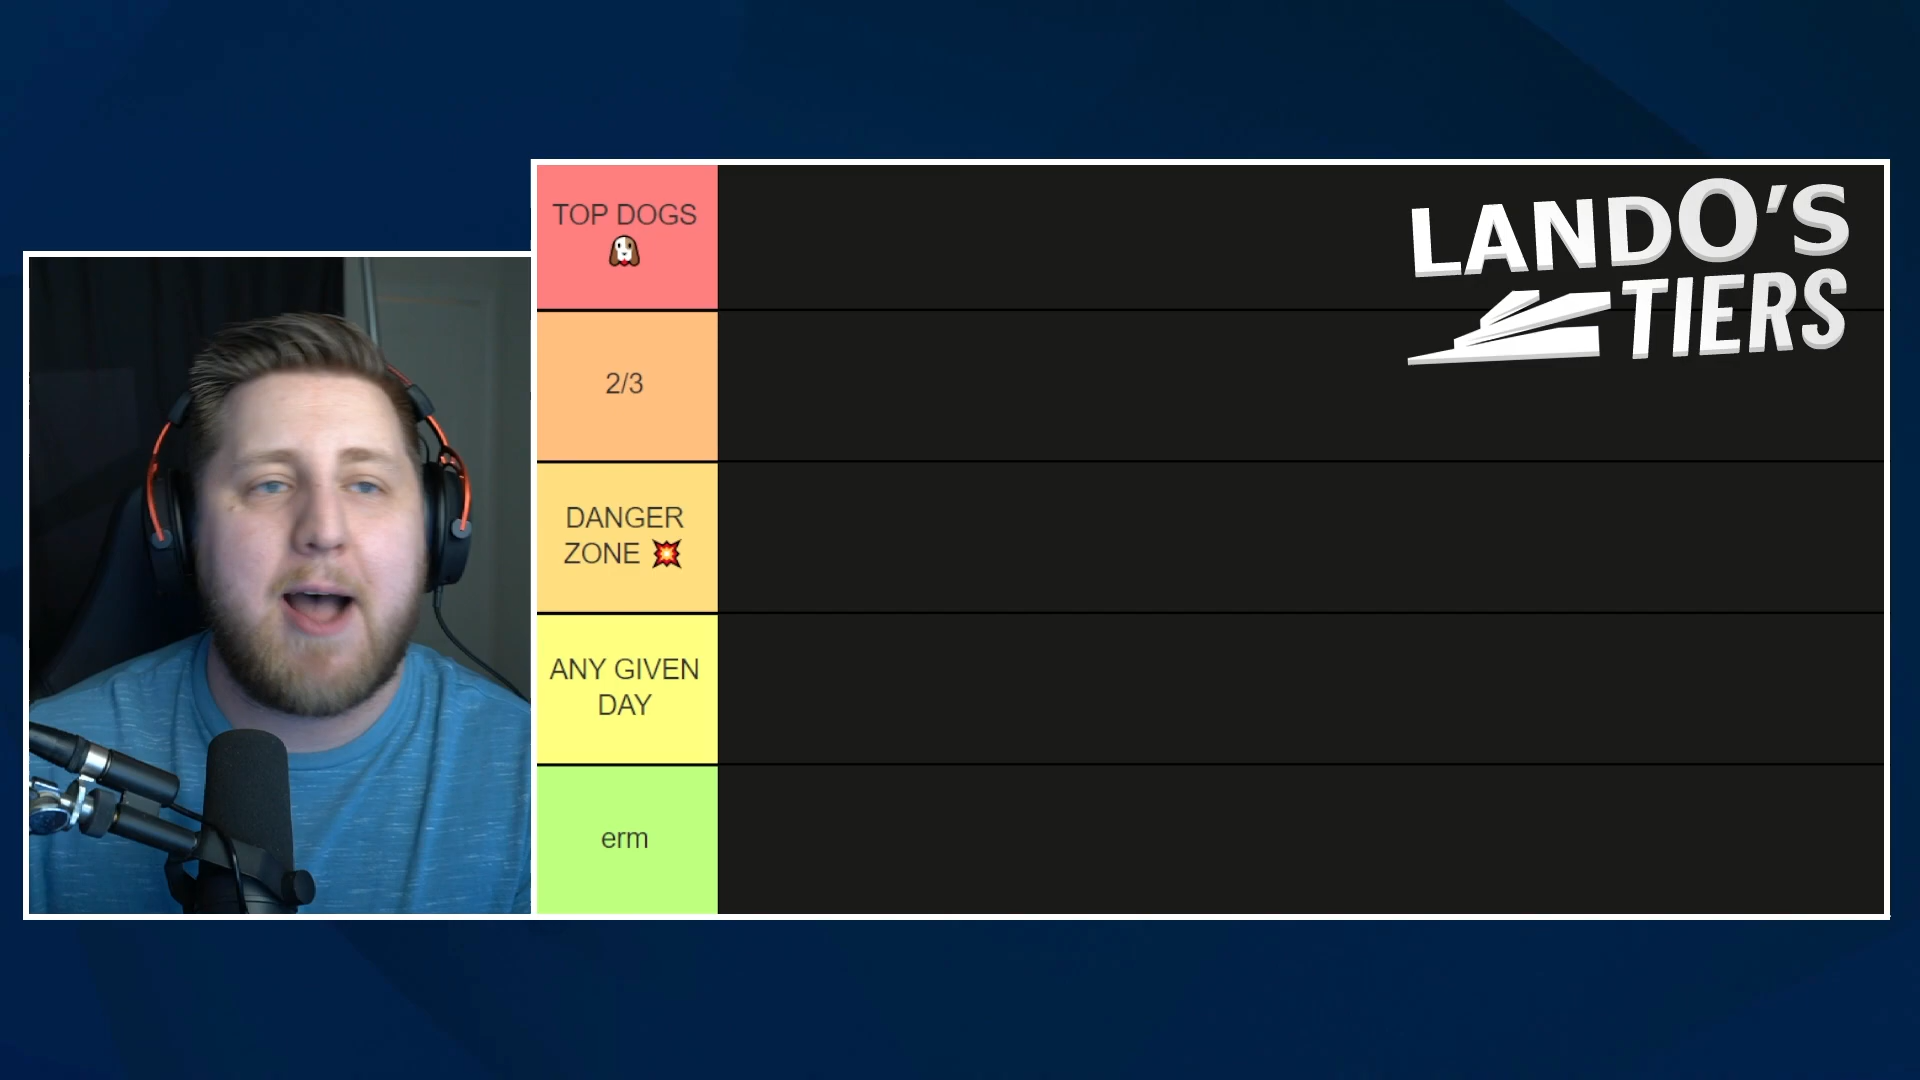 TOP DOGS
2/3
DANGER
ZONE
ANY GIVEN
DAY
erm
LANDO'S
TIERS